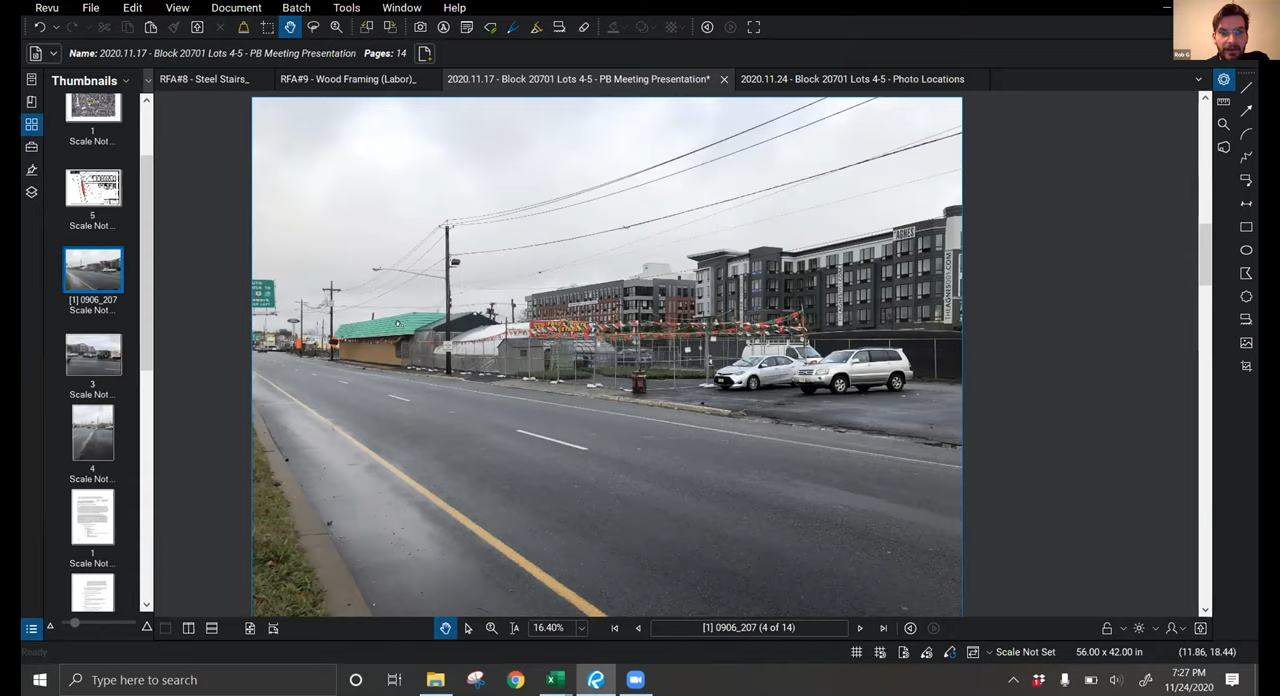 Revu File Edit View Document Batch Tools Window Help
Name: 2020.11.17 - Block 20701 Lots 4-5 - PB Meeting Presentation Pages: 14
Rob G
Thumbnails
RFA#8 - Steel Stairs_
RFA#9 - Wood Framing (Labor)_
2020.11.17 - Block 20701 Lots 4-5 - PB Meeting Presentation*
2020.11.24 - Block 20701 Lots 4-5 - Photo Locations
1
Scale Not...
5
Scale Not...
[1] 0906_207
Scale Not...
3
Scale Not...
4
Scale Not...
1
Scale Not...
AGNES
16.40%
[1] 0906_207 (4 of 14)
Ready
Scale Not Set
56.00 x 42.00 in
(11.86, 18.44)
Type here to search
7:27 PM
11/24/2020